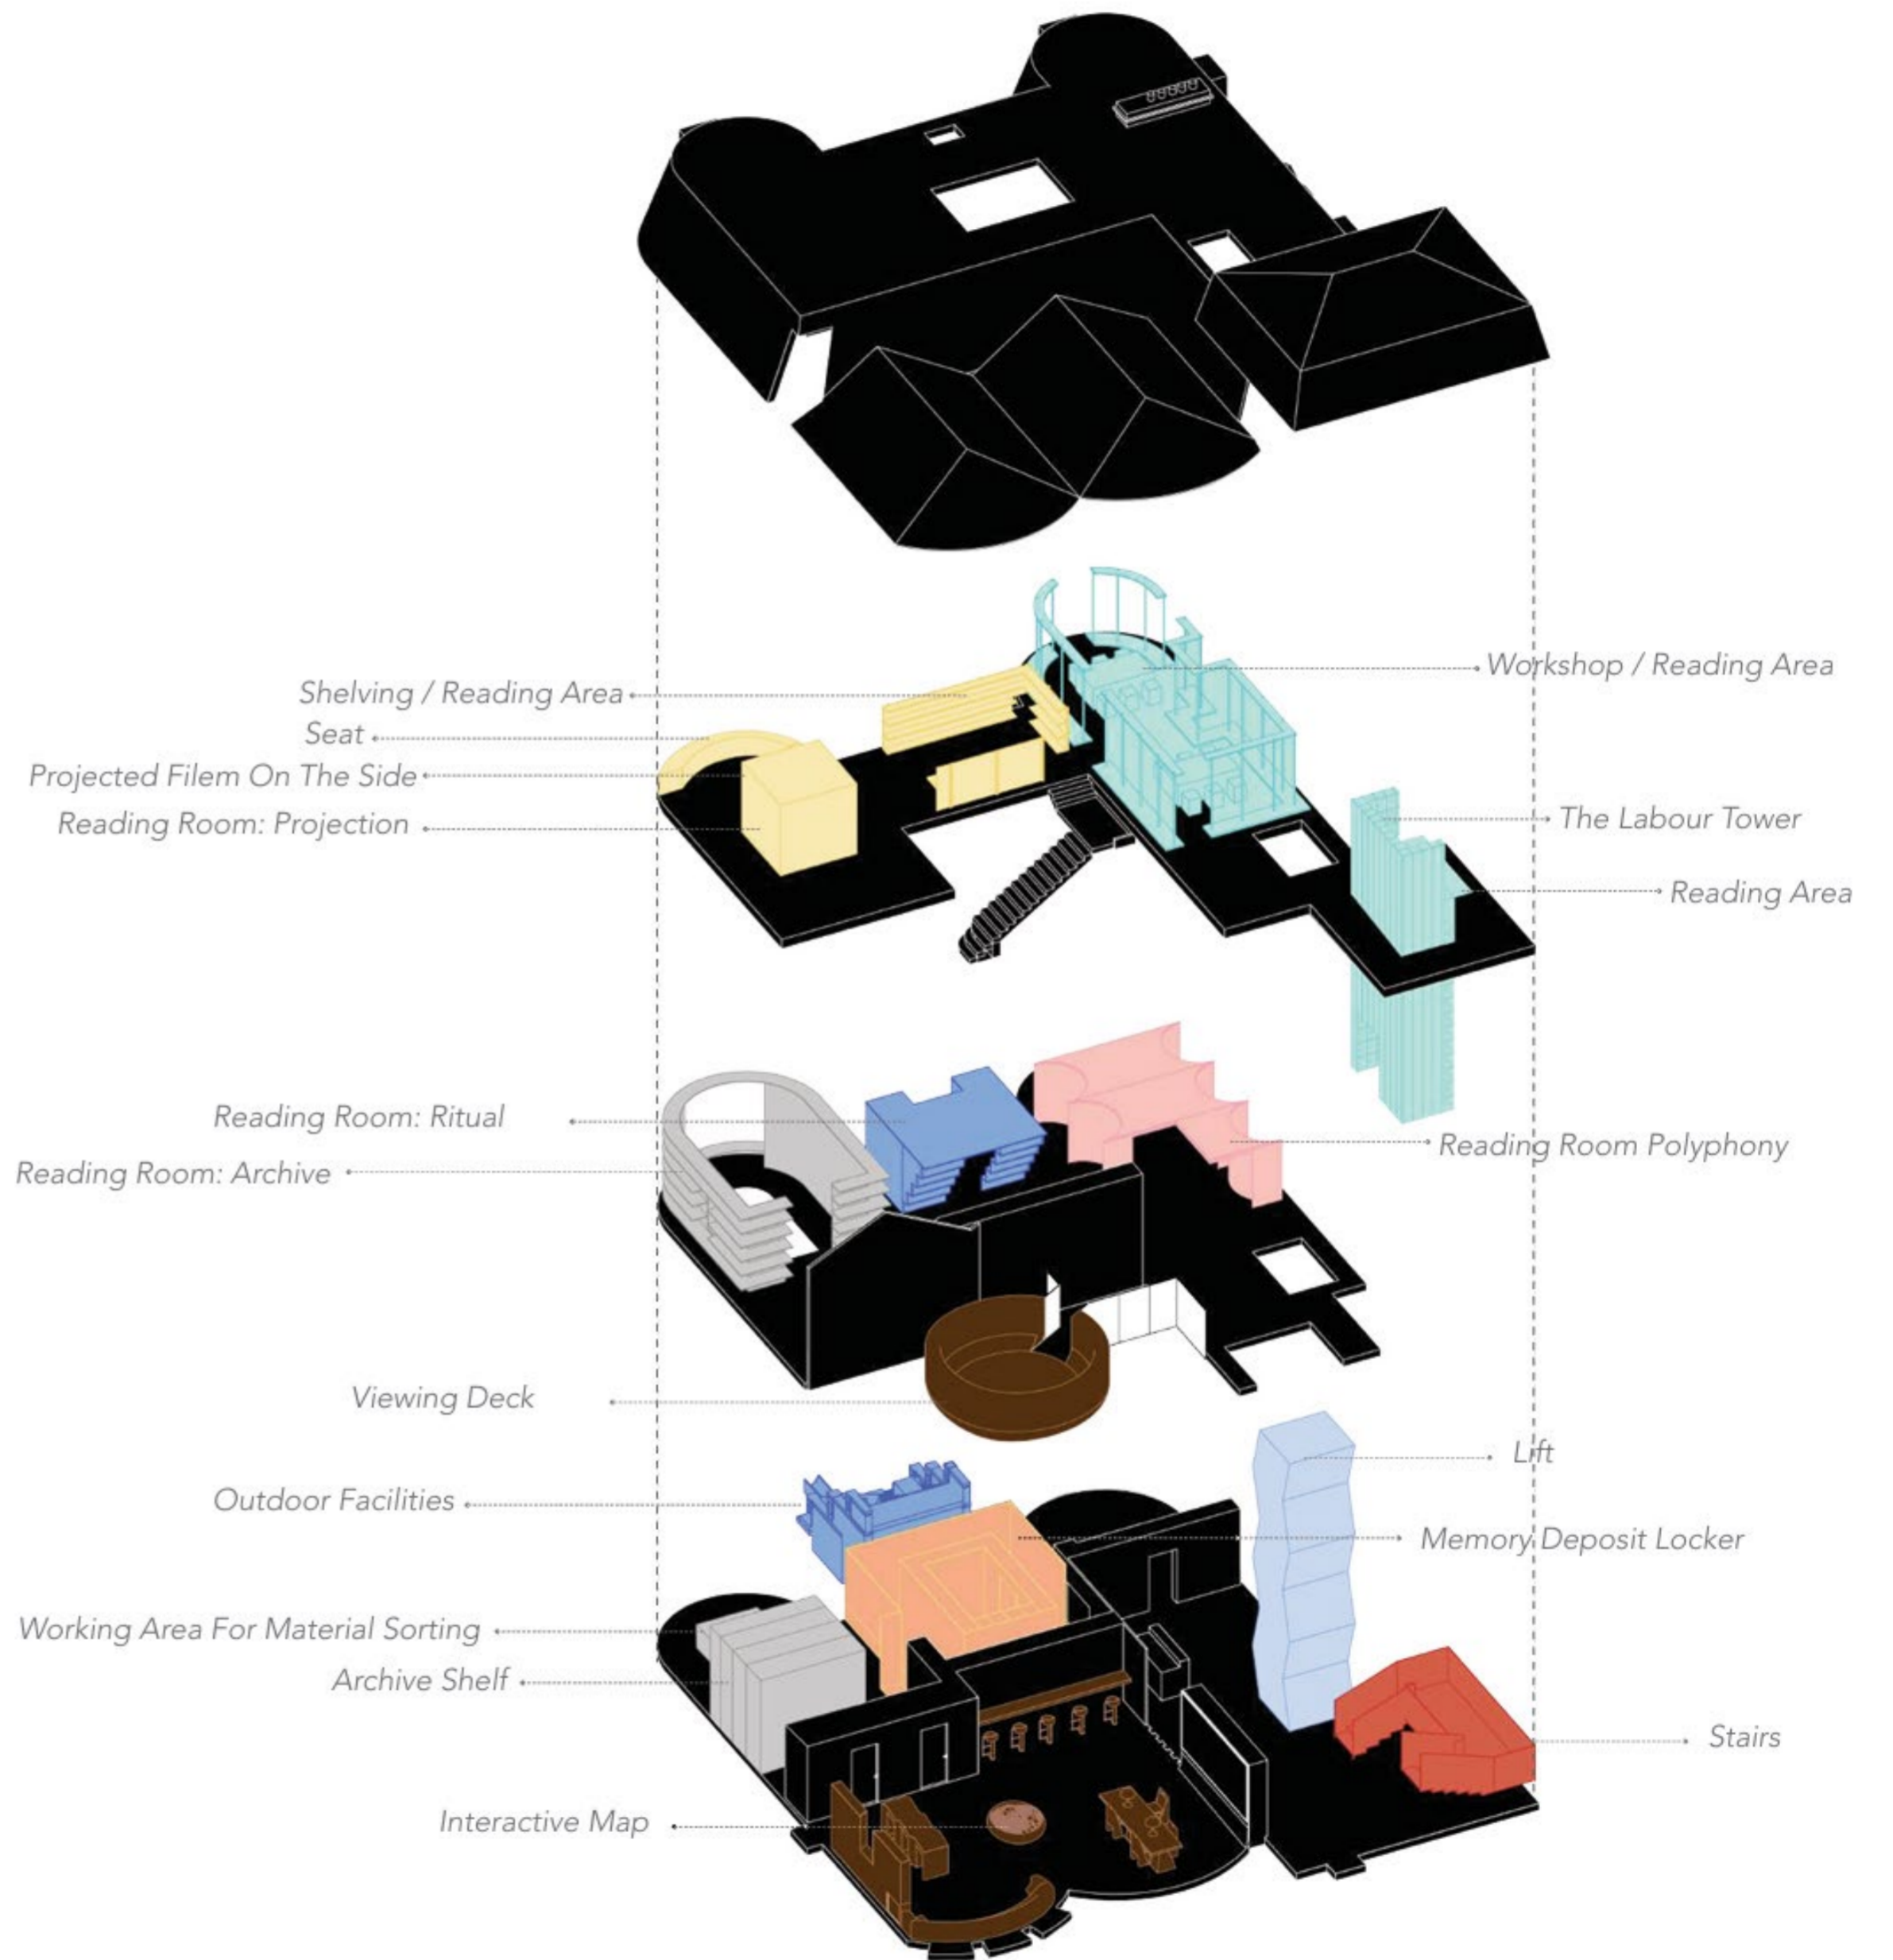 Workshop / Reading Area
Shelving / Reading Area
Seat
Projected Filem On The Side
Reading Room: Projection
The Labour Tower
Reading Area
Reading Room: Ritual
Reading Room: Archive
Reading Room Polyphony
Viewing Deck
Lift
Outdoor Facilities
Memory Deposit Locker
Working Area For Material Sorting
Archive Shelf
Stairs
Interactive Map